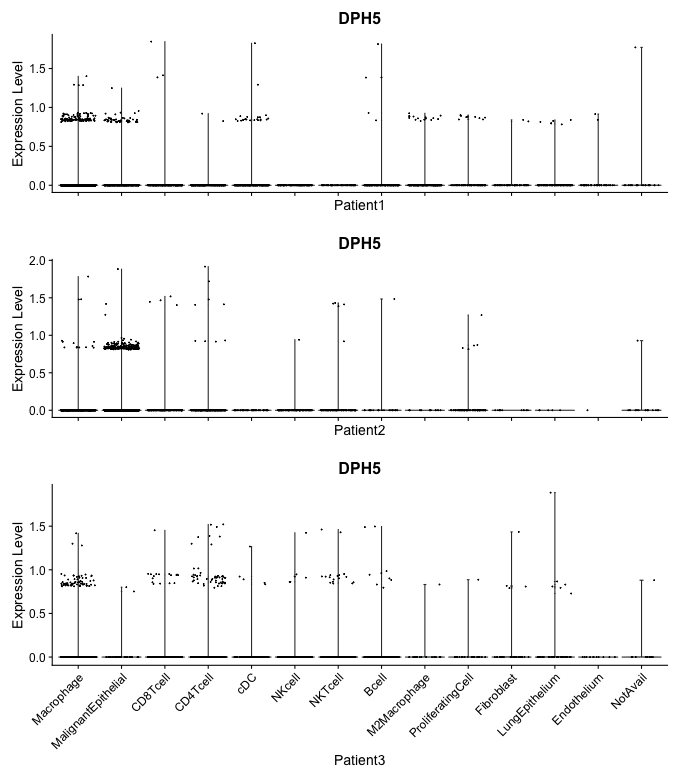 DPH5
Expression Level
1.5
1.0
0.5
0.0
Patient1
DPH5
Expression Level
2.0
1.5
1.0
0.5
0.0
Patient2
DPH5
Expression Level
1.5
1.0
0.5
0.0
Macrophage
MalignantEpithelial
CD8Tcell
CD4Tcell
cDC
NKcell
NKTcell
Bcell
M2Macrophage
ProliferatingCell
Fibroblast
LungEpithelium
Endothelium
NotAvail
Patient3